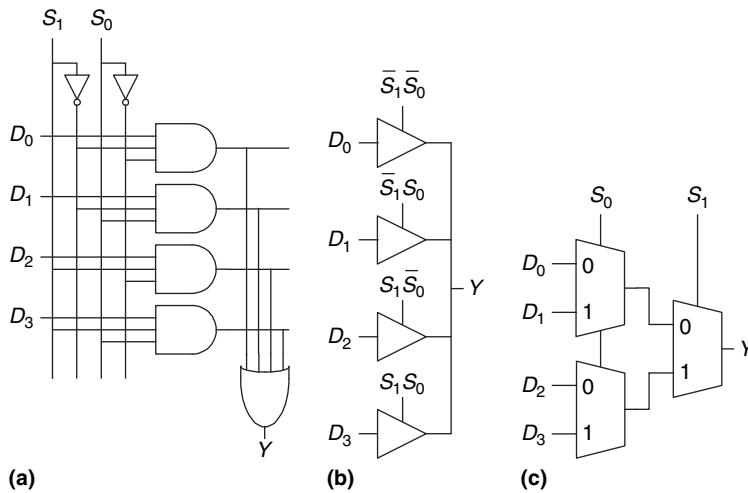 S₁ S₀
D₀
D₁
D₂
D₃
Y
(a)
S̅₁S̅₀
D₀
S̅₁S₀
D₁
Y
S₁S̅₀
D₂
S₁S₀
D₃
(b)
S₀ S₁
D₀ 0
D₁ 1
0
Y
1
D₂ 0
D₃ 1
(c)